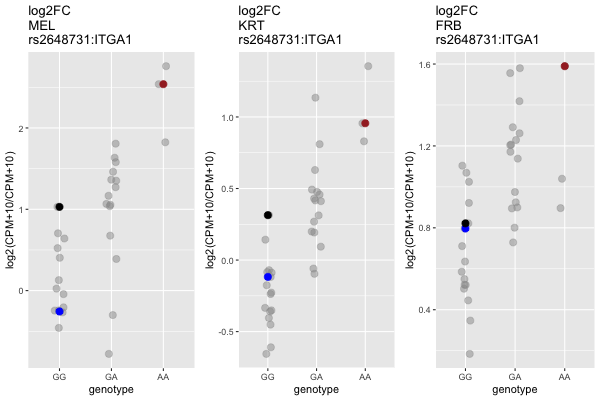 log2FC
MEL
rs2648731:ITGA1
log2(CPM+10/CPM+10)
2
1
0
GG
GA
AA
genotype
log2FC
KRT
rs2648731:ITGA1
log2(CPM+10/CPM+10)
1.0
0.5
0.0
-0.5
GG
GA
AA
genotype
log2FC
FRB
rs2648731:ITGA1
log2(CPM+10/CPM+10)
1.6
1.2
0.8
0.4
GG
GA
AA
genotype